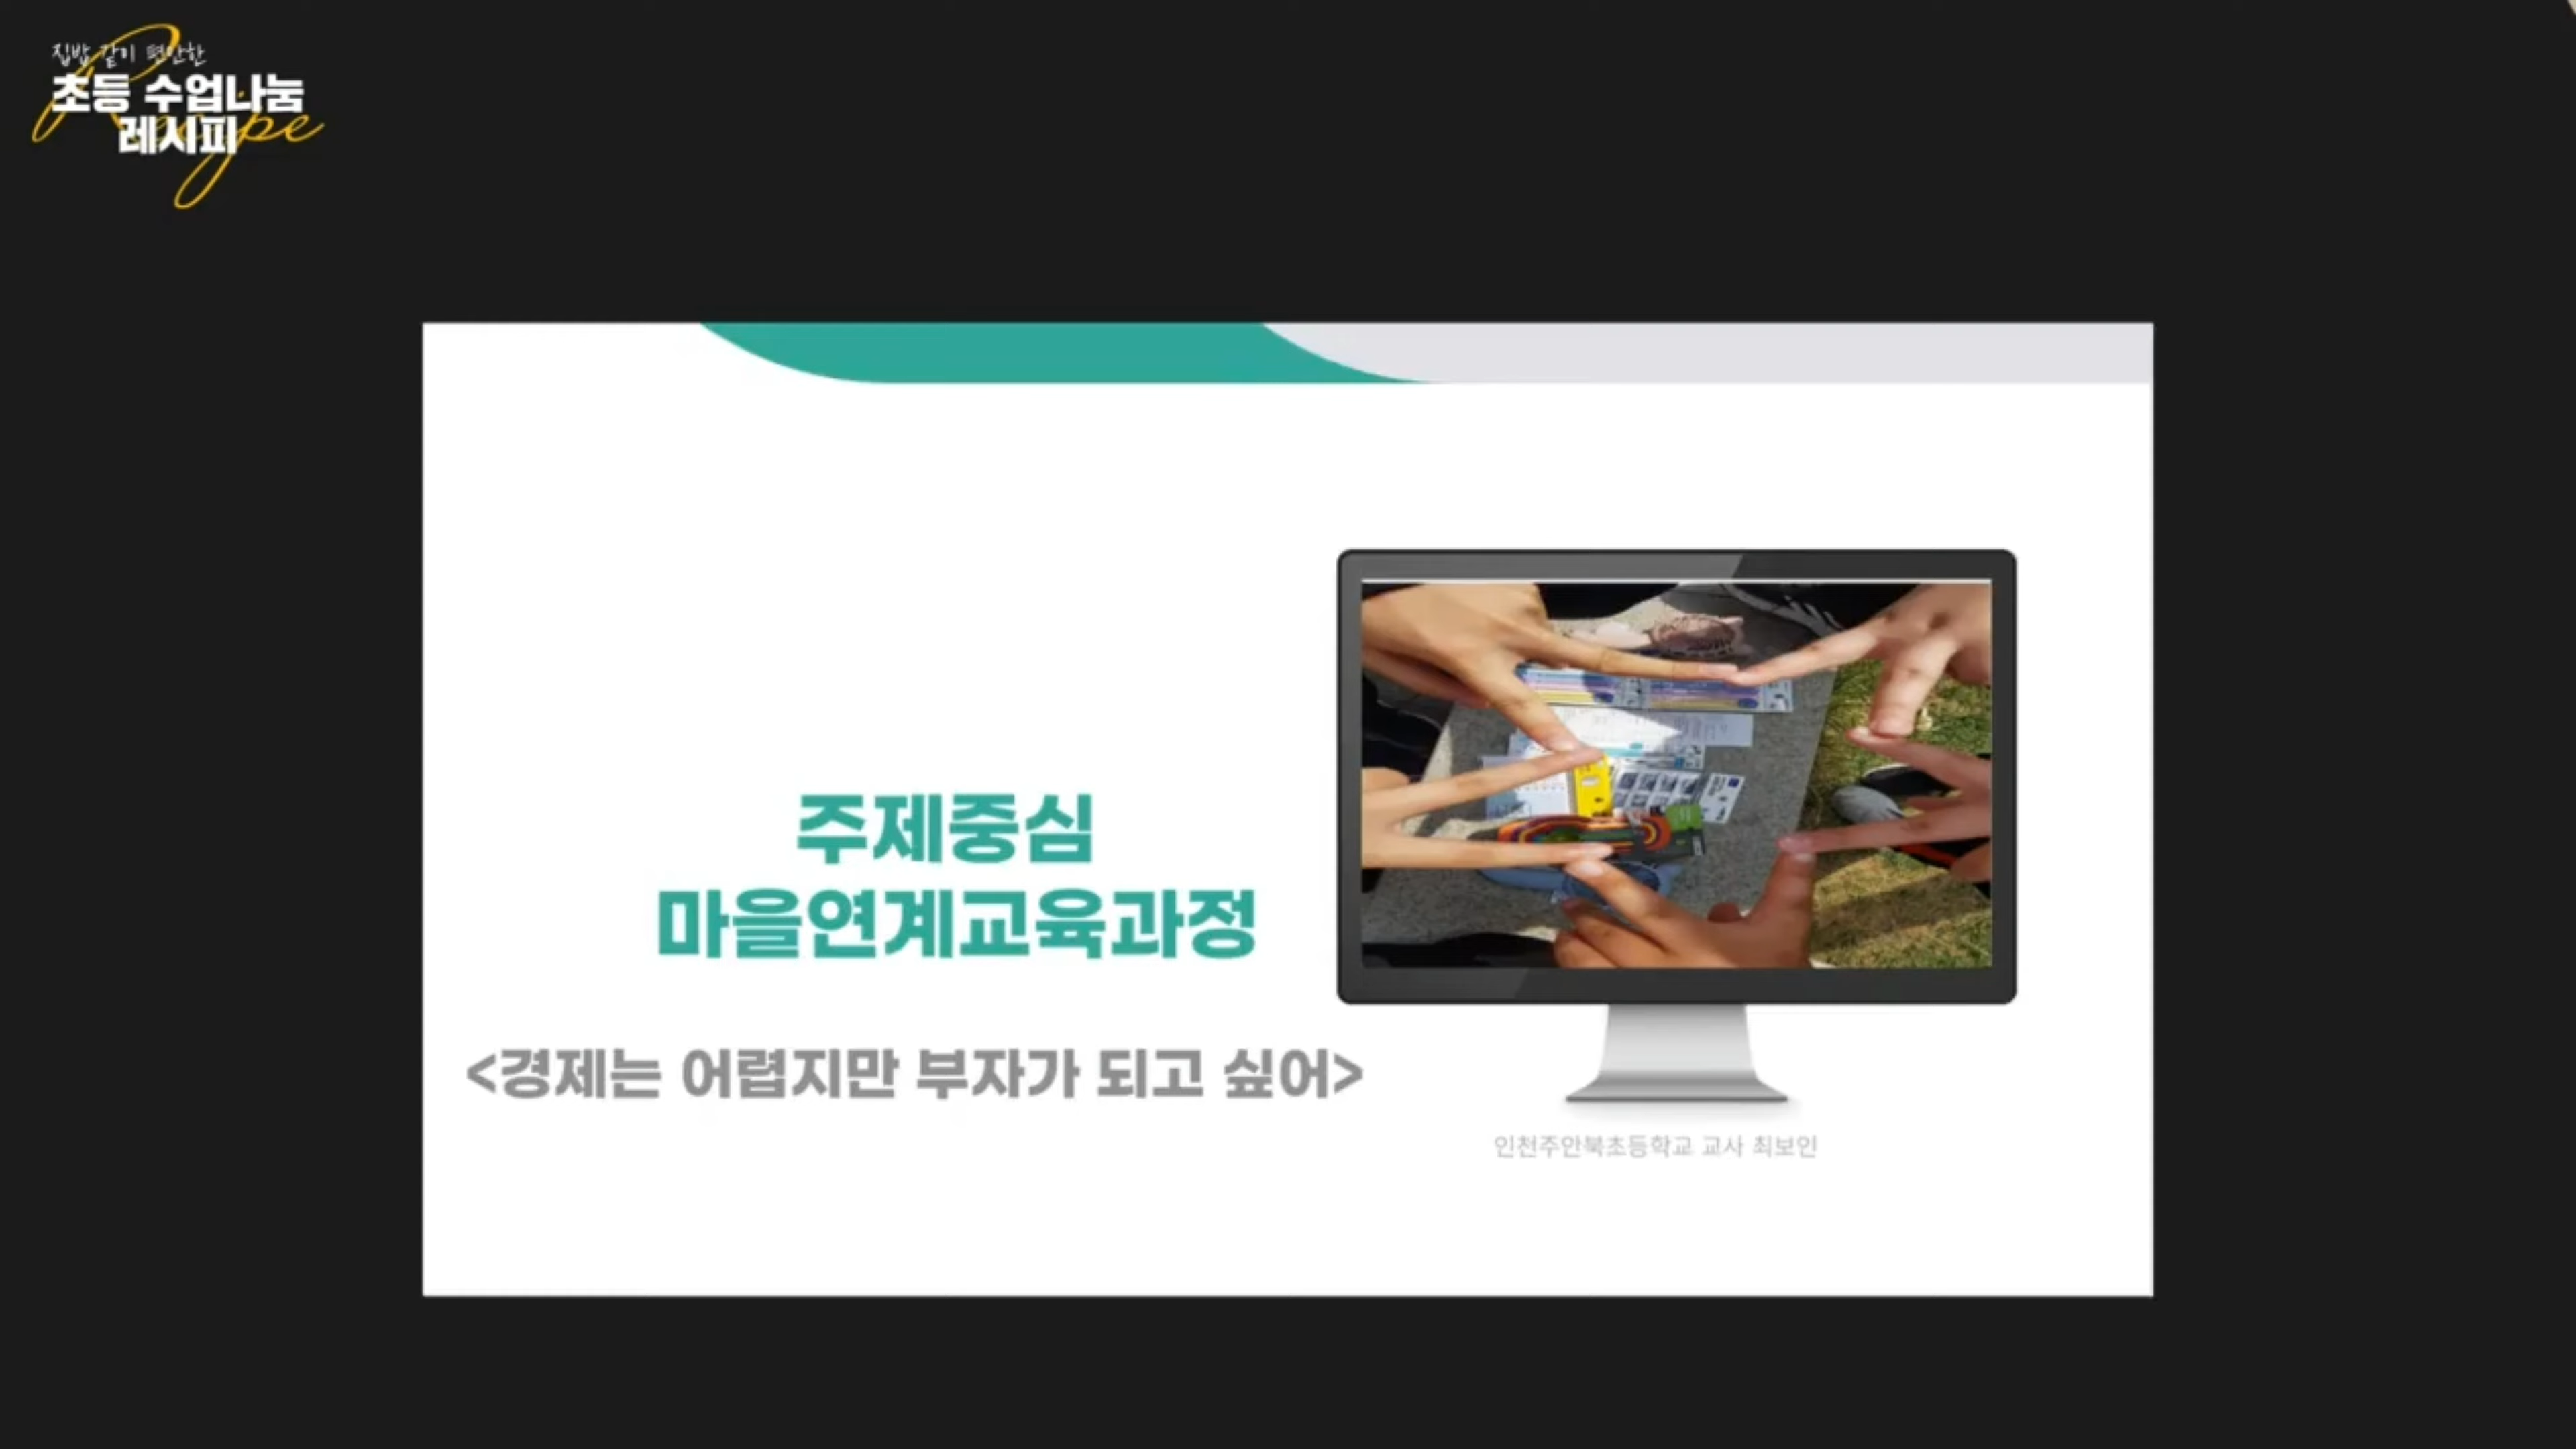 집밥 같이 편안한
초등 수업나눔
레시피
Recipe
주제중심
마을연계교육과정
<경제는 어렵지만 부자가 되고 싶어>
인천주안북초등학교 교사 최보인